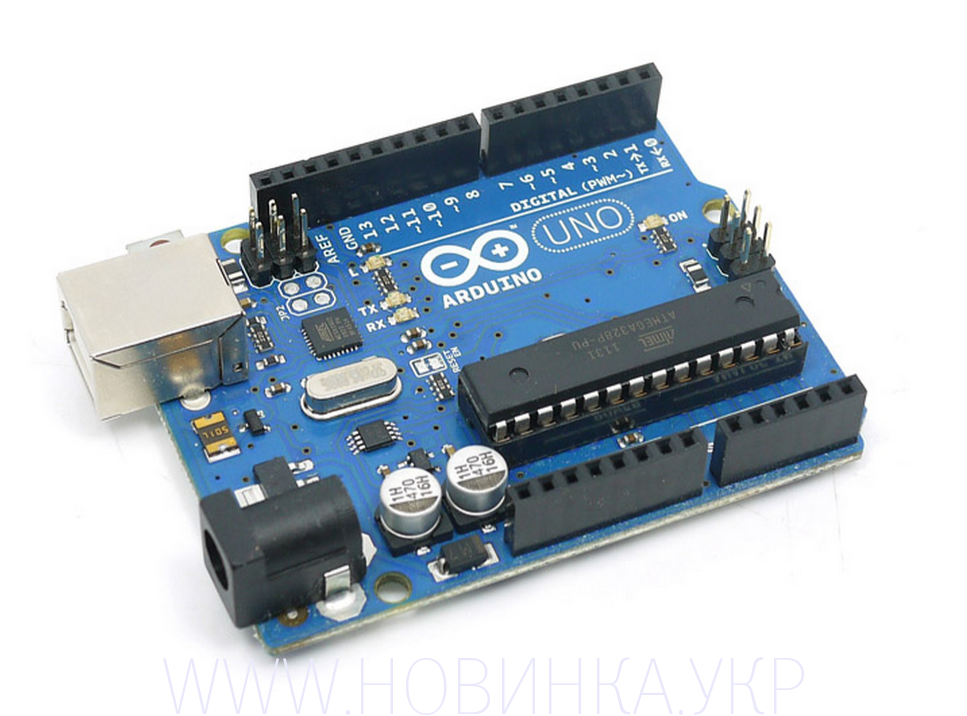 AREF
GND
13
12
~11
~10
~9
8
7
~6
~5
4
~3
2
TX→1
RX←0
DIGITAL (PWM~)
UNO
ARDUINO
ON
L
TX
RX
JP2
RESET
EN
ATMEL
ATMEGA328P-PU
1131
501L
1H
470
16H
1H
470
16H
WWW.НОВИНКА.УКР